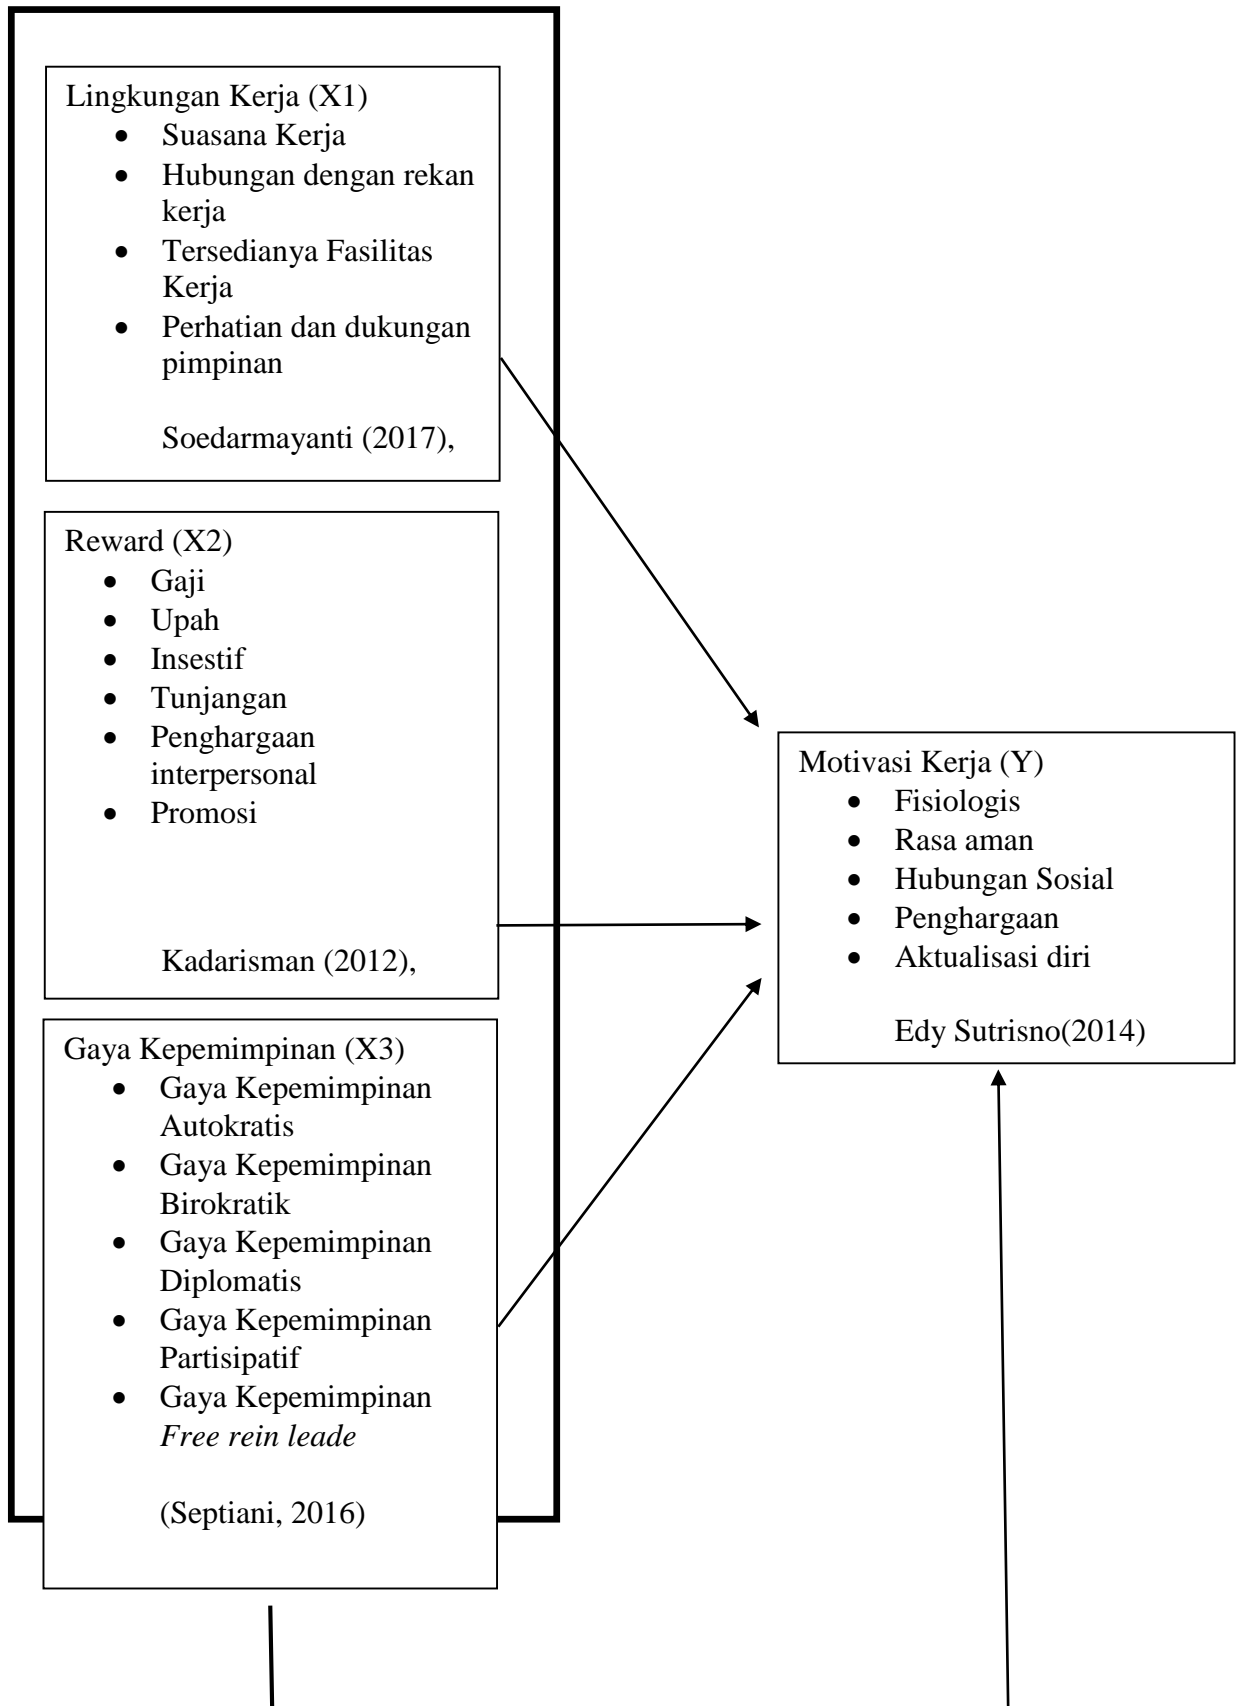 Lingkungan Kerja (X1)
• Suasana Kerja
• Hubungan dengan rekan
kerja
• Tersedianya Fasilitas
Kerja
• Perhatian dan dukungan
pimpinan
Soedarmayanti (2017),
Reward (X2)
• Gaji
• Upah
• Insestif
• Tunjangan
• Penghargaan
interpersonal
• Promosi
Kadarisman (2012),
Gaya Kepemimpinan (X3)
• Gaya Kepemimpinan
Autokratis
• Gaya Kepemimpinan
Birokratik
• Gaya Kepemimpinan
Diplomatis
• Gaya Kepemimpinan
Partisipatif
• Gaya Kepemimpinan
Free rein leade
(Septiani, 2016)
Motivasi Kerja (Y)
• Fisiologis
• Rasa aman
• Hubungan Sosial
• Penghargaan
• Aktualisasi diri
Edy Sutrisno(2014)